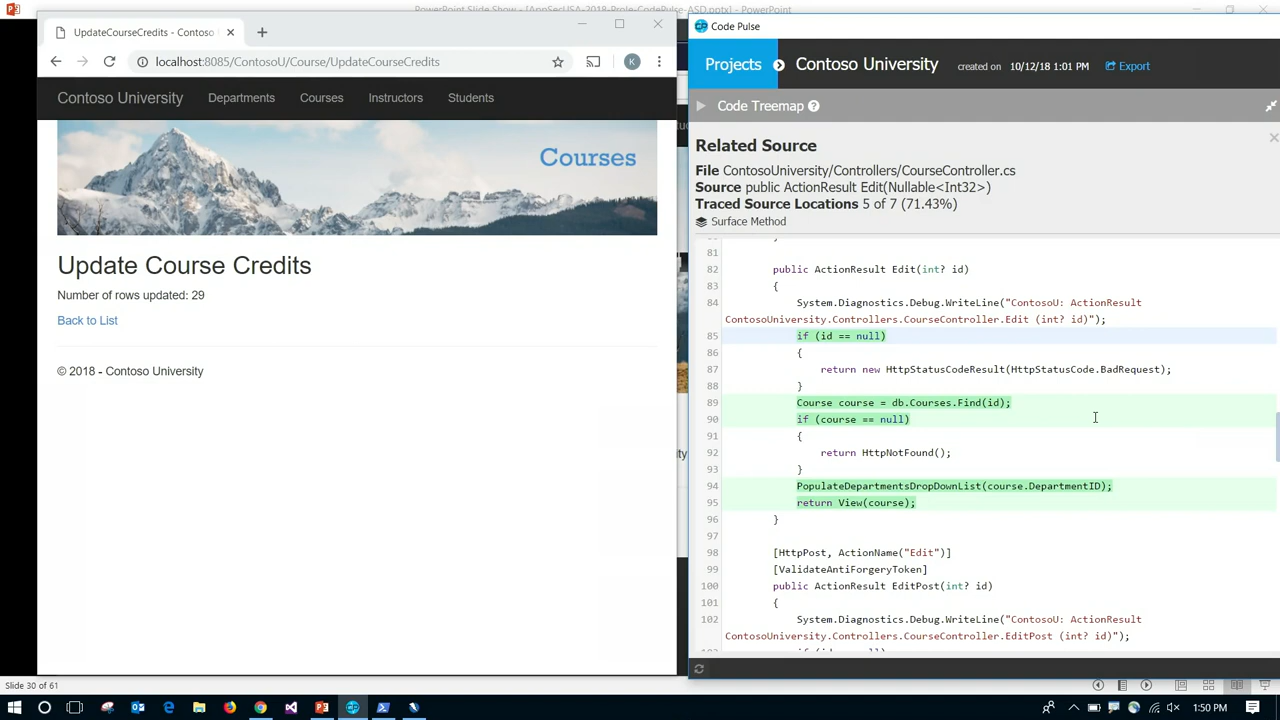 PowerPoint Slide Show - [AppSecUSA-2018-Prole-CodePulse-ASD.pptx] - PowerPoint
UpdateCourseCredits - Contoso
localhost:8085/ContosoU/Course/UpdateCourseCredits
K
Contoso University Departments Courses Instructors Students
Courses
Update Course Credits
Number of rows updated: 29
Back to List
© 2018 - Contoso University
Code Pulse
Projects Contoso University created on 10/12/18 1:01 PM Export
Code Treemap ?
Related Source
File ContosoUniversity/Controllers/CourseController.cs
Source public ActionResult Edit(Nullable<Int32>)
Traced Source Locations 5 of 7 (71.43%)
Surface Method
81
82 public ActionResult Edit(int? id)
83 {
84 System.Diagnostics.Debug.WriteLine("ContosoU: ActionResult
ContosoUniversity.Controllers.CourseController.Edit (int? id)");
85 if (id == null)
86 {
87 return new HttpStatusCodeResult(HttpStatusCode.BadRequest);
88 }
89 Course course = db.Courses.Find(id);
90 if (course == null)
91 {
92 return HttpNotFound();
93 }
94 PopulateDepartmentsDropDownList(course.DepartmentID);
95 return View(course);
96 }
97
98 [HttpPost, ActionName("Edit")]
99 [ValidateAntiForgeryToken]
100 public ActionResult EditPost(int? id)
101 {
102 System.Diagnostics.Debug.WriteLine("ContosoU: ActionResult
ContosoUniversity.Controllers.CourseController.EditPost (int? id)");
Slide 30 of 61
1:50 PM